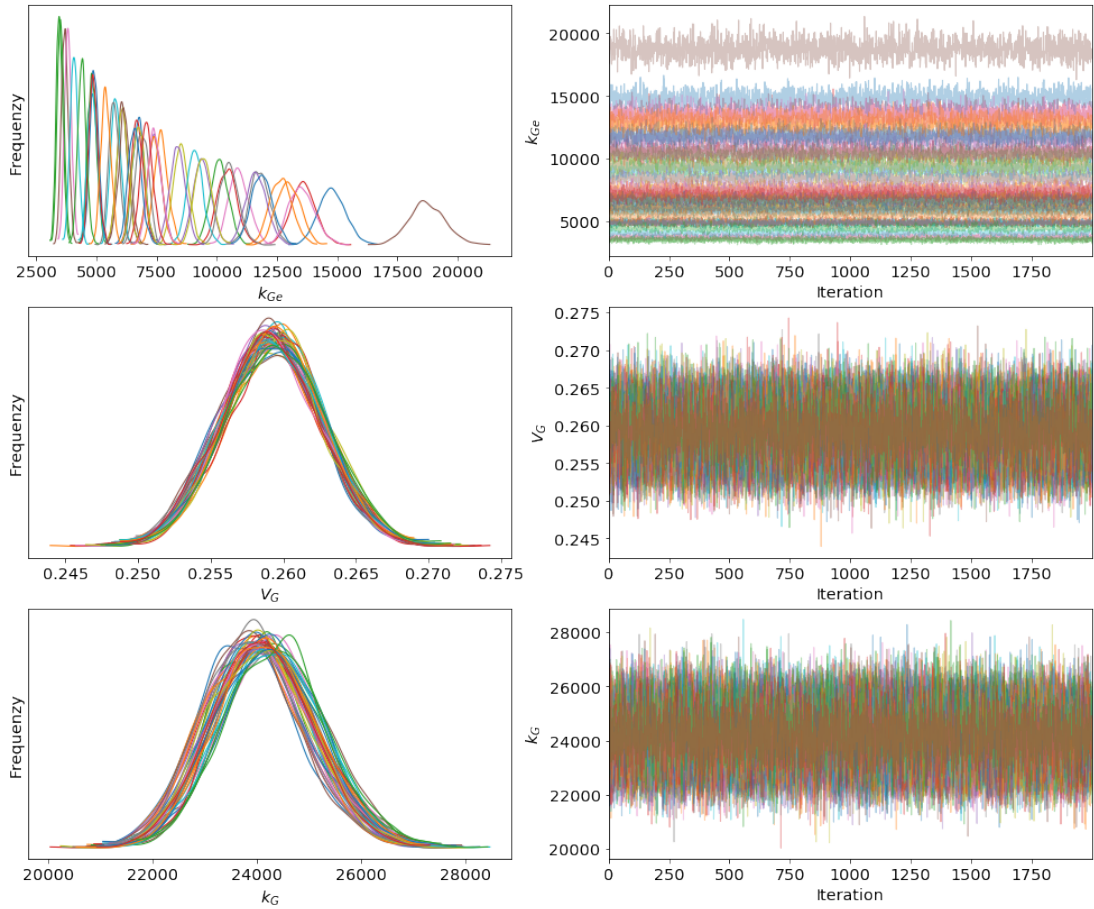 Frequenzy
2500 5000 7500 10000 12500 15000 17500 20000
k_Ge
k_Ge
20000
15000
10000
5000
0 250 500 750 1000 1250 1500 1750
Iteration
Frequenzy
0.245 0.250 0.255 0.260 0.265 0.270 0.275
V_G
V_G
0.275
0.270
0.265
0.260
0.255
0.250
0.245
0 250 500 750 1000 1250 1500 1750
Iteration
Frequenzy
20000 22000 24000 26000 28000
k_G
k_G
28000
26000
24000
22000
20000
0 250 500 750 1000 1250 1500 1750
Iteration